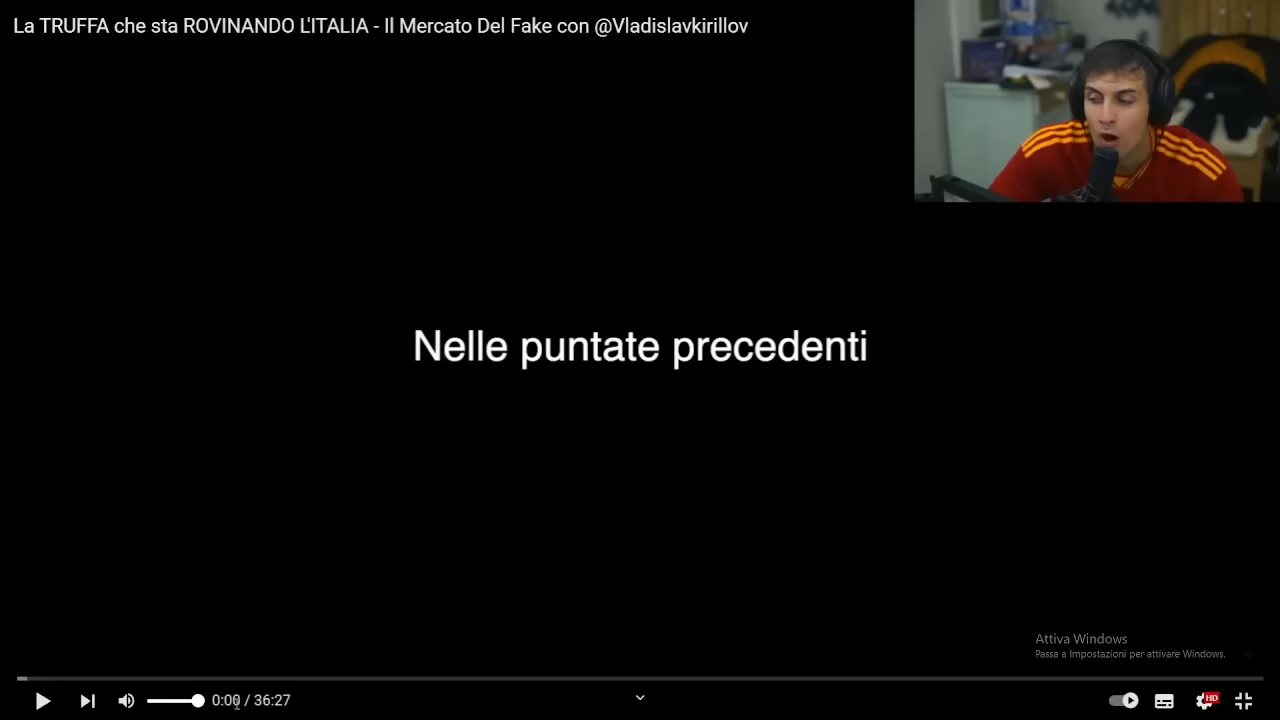 La TRUFFA che sta ROVINANDO L'ITALIA - Il Mercato Del Fake con @Vladislavkirillov
Nelle puntate precedenti
Attiva Windows
Passa a Impostazioni per attivare Windows.
0:00 / 36:27
HD